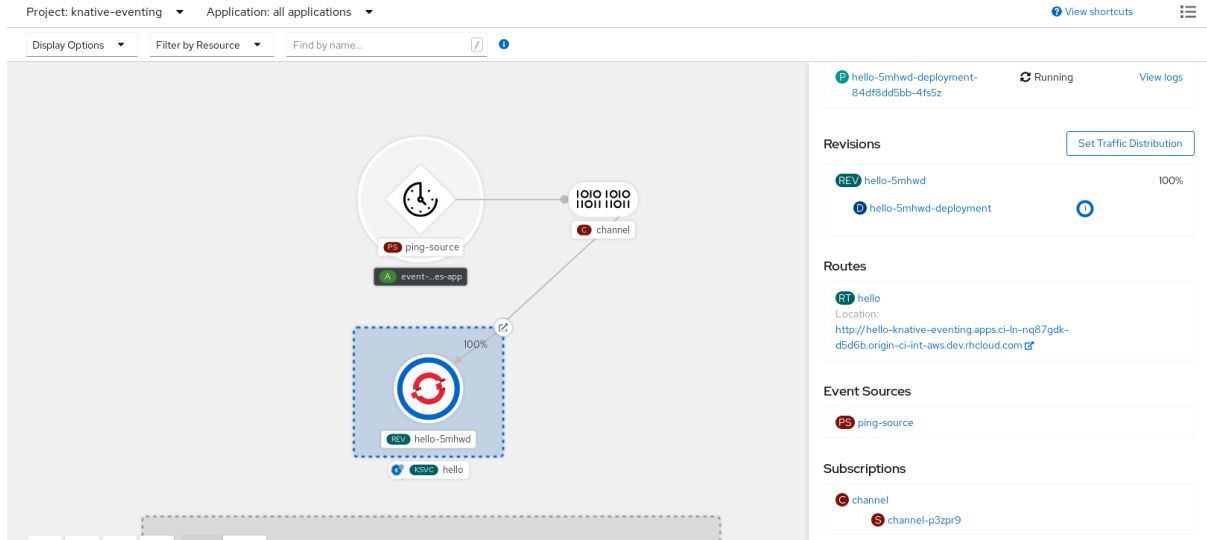 Project: knative-eventing
Application: all applications
View shortcuts
Display Options
Filter by Resource
Find by name...
/
P hello-5mhwd-deployment-
84df8dd5bb-4fs5z
Running
View logs
Revisions
Set Traffic Distribution
REV hello-5mhwd
100%
D hello-5mhwd-deployment
1
Routes
RT hello
Location:
http://hello-knative-eventing.apps.ci-ln-nq87gdk-
d5d6b.origin-ci-int-aws.dev.rhcloud.com
Event Sources
PS ping-source
Subscriptions
C channel
S channel-p3zpr9
1010 1010
11011 11011
PS ping-source
C channel
A event-...es-app
100%
REV hello-5mhwd
KSVC hello